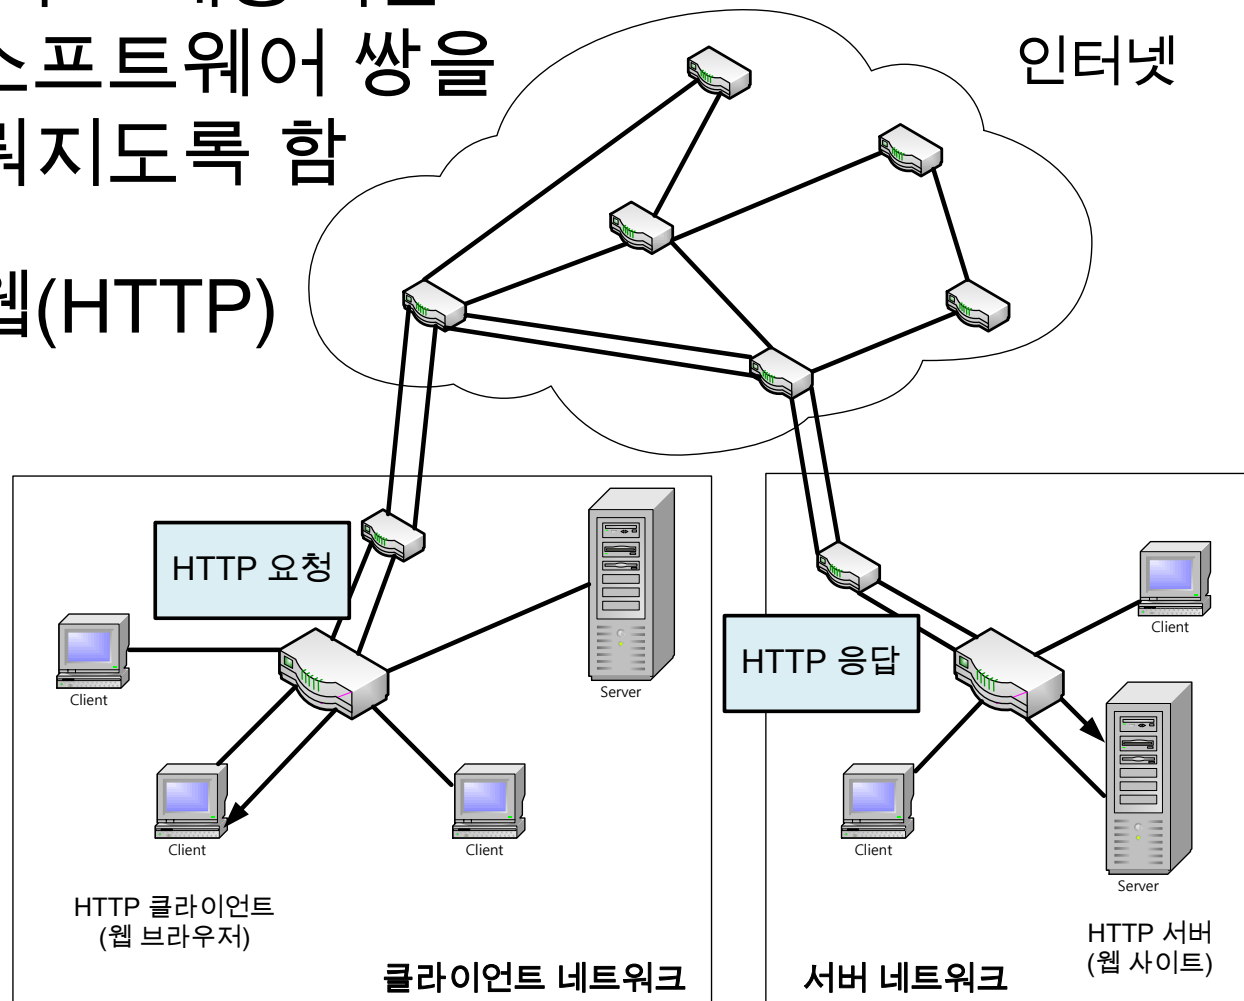 스프트웨어 쌍을
뤄지도록 함
웹(HTTP)
인터넷
HTTP 요청
Client
Server
Client
Client
HTTP 클라이언트
(웹 브라우저)
클라이언트 네트워크
HTTP 응답
Client
Client
Server
HTTP 서버
(웹 사이트)
서버 네트워크